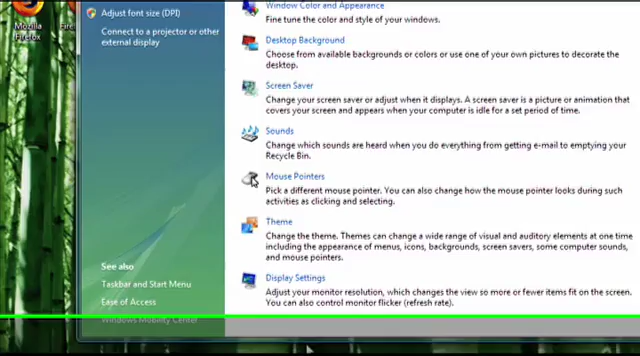 Mozilla
Firefox
Adjust font size (DPI)
Connect to a projector or other
external display
See also
Taskbar and Start Menu
Ease of Access
Windows Mobility Center
Window Color and Appearance
Fine tune the color and style of your windows.
Desktop Background
Choose from available backgrounds or colors or use one of your own pictures to decorate the
desktop.
Screen Saver
Change your screen saver or adjust when it displays. A screen saver is a picture or animation that
covers your screen and appears when your computer is idle for a set period of time.
Sounds
Change which sounds are heard when you do everything from getting e-mail to emptying your
Recycle Bin.
Mouse Pointers
Pick a different mouse pointer. You can also change how the mouse pointer looks during such
activities as clicking and selecting.
Theme
Change the theme. Themes can change a wide range of visual and auditory elements at one time
including the appearance of menus, icons, backgrounds, screen savers, some computer sounds,
and mouse pointers.
Display Settings
Adjust your monitor resolution, which changes the view so more or fewer items fit on the screen.
You can also control monitor flicker (refresh rate).